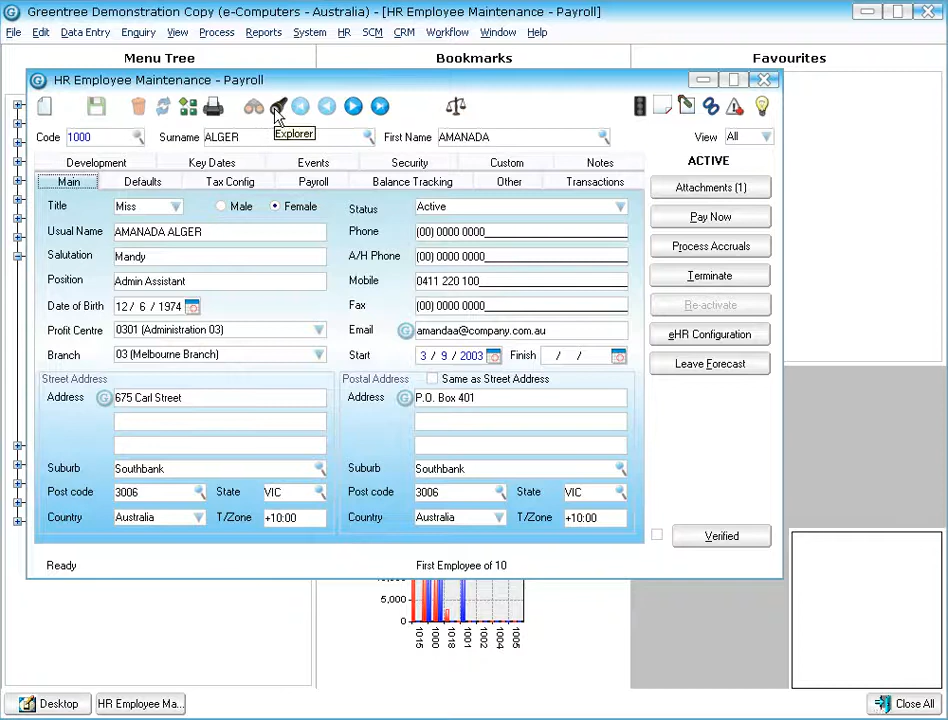 Greentree Demonstration Copy (e-Computers - Australia) - [HR Employee Maintenance - Payroll]
File Edit Data Entry Enquiry View Process Reports System HR SCM CRM Workflow Window Help
Menu Tree Bookmarks Favourites
HR Employee Maintenance - Payroll
Explorer
Code 1000 Surname ALGER First Name AMANADA View All
Development Key Dates Events Security Custom Notes
ACTIVE
Main Defaults Tax Config Payroll Balance Tracking Other Transactions
Attachments (1)
Title Miss Male Female Status Active
Pay Now
Usual Name AMANADA ALGER Phone (00) 0000 0000
Process Accruals
Salutation Mandy A/H Phone (00) 0000 0000
Terminate
Position Admin Assistant Mobile 0411 220 100
Date of Birth 12/ 6 / 1974 Fax (00) 0000 0000
Re-activate
Profit Centre 0301 (Administration 03) Email amandaa@company.com.au
eHR Configuration
Branch 03 (Melbourne Branch) Start 3 / 9 / 2003 Finish / /
Leave Forecast
Street Address Postal Address Same as Street Address
Address 675 Carl Street Address P.O. Box 401
Suburb Southbank Suburb Southbank
Post code 3006 State VIC Post code 3006 State VIC
Country Australia T/Zone +10:00 Country Australia T/Zone +10:00
Verified
Ready First Employee of 10
5,000
0
1015 1000 1018 1001 1002 1004 1005
Desktop HR Employee Ma... Close All